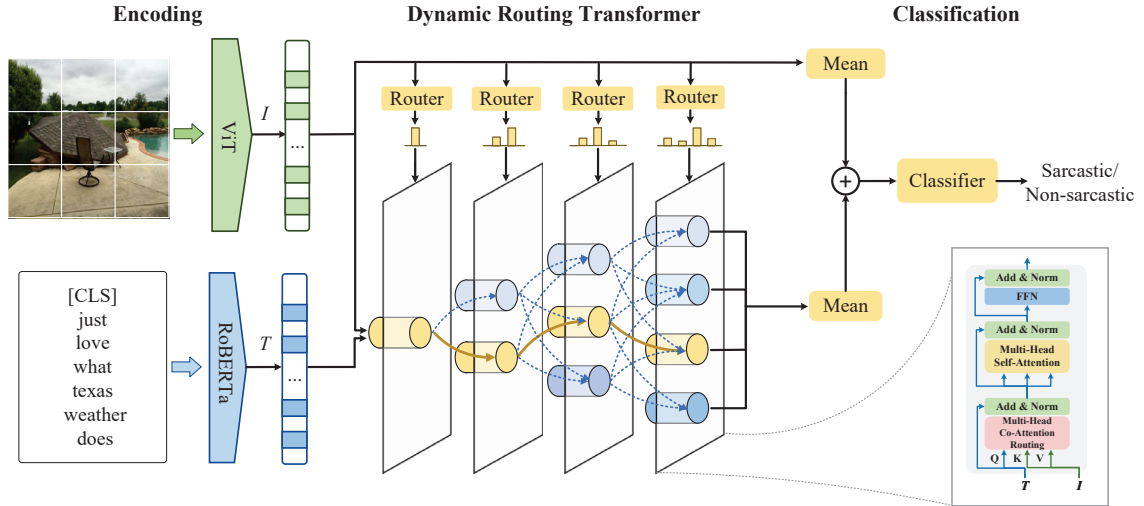 Encoding
Dynamic Routing Transformer
Classification
ViT
I
...
Router
Router
Router
Router
Mean
[CLS]
just
love
what
texas
weather
does
RoBERTa
T
...
+
Classifier
Sarcastic/
Non-sarcastic
Mean
Add & Norm
FFN
Add & Norm
Multi-Head
Self-Attention
Add & Norm
Multi-Head
Co-Attention
Routing
Q K V
T I